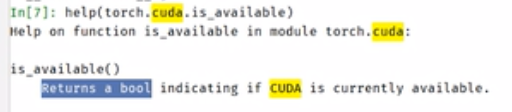 In[7]: help(torch.cuda.is_available)
Help on function is_available in module torch.cuda:
is_available()
Returns a bool indicating if CUDA is currently available.